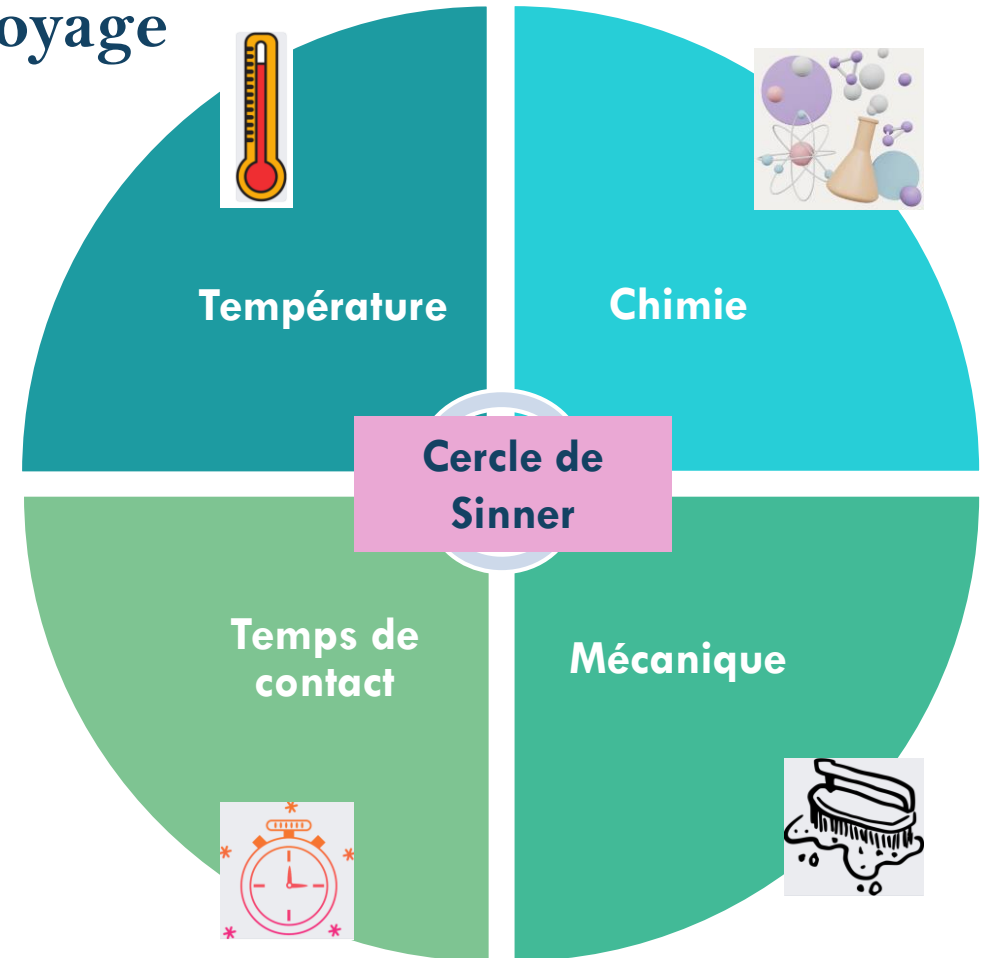 oyage
Température
Chimie
Cercle de
Sinner
Temps de
contact
Mécanique